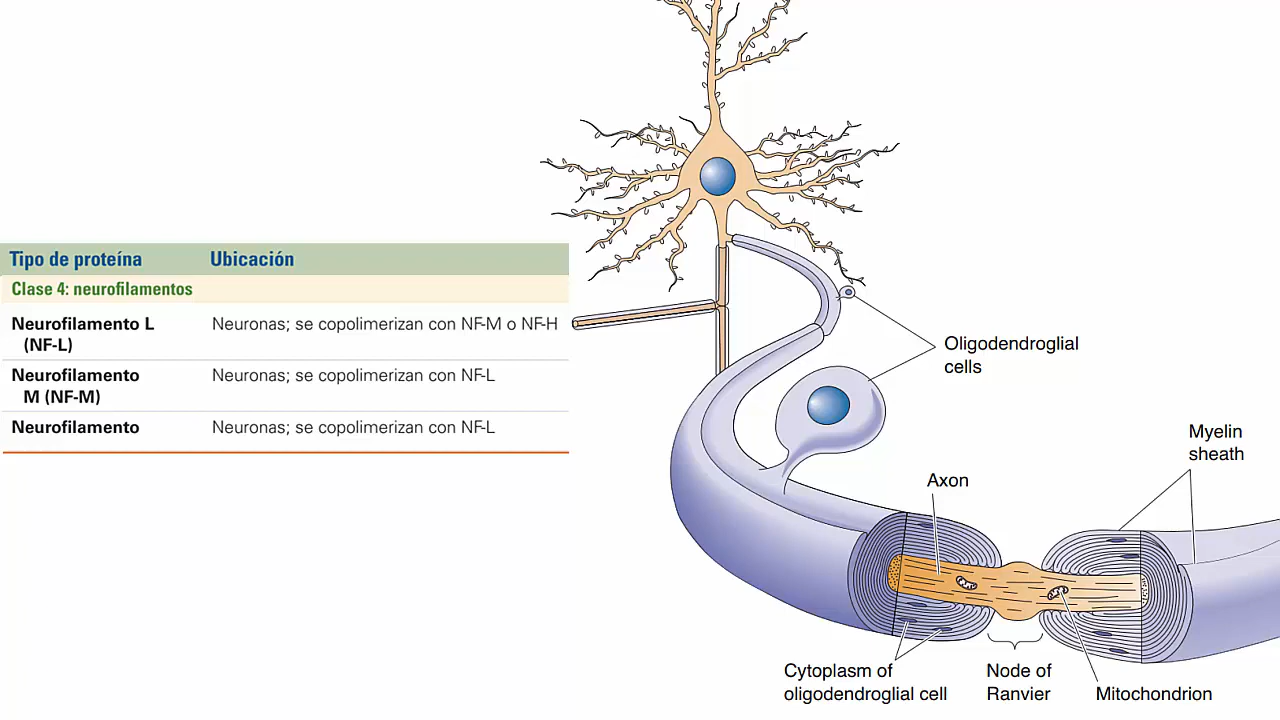 Tipo de proteína Ubicación
Clase 4: neurofilamentos
Neurofilamento L Neuronas; se copolimerizan con NF-M o NF-H
(NF-L)
Neurofilamento Neuronas; se copolimerizan con NF-L
M (NF-M)
Neurofilamento Neuronas; se copolimerizan con NF-L
Oligodendroglial
cells
Myelin
sheath
Axon
Cytoplasm of
oligodendroglial cell
Node of
Ranvier
Mitochondrion